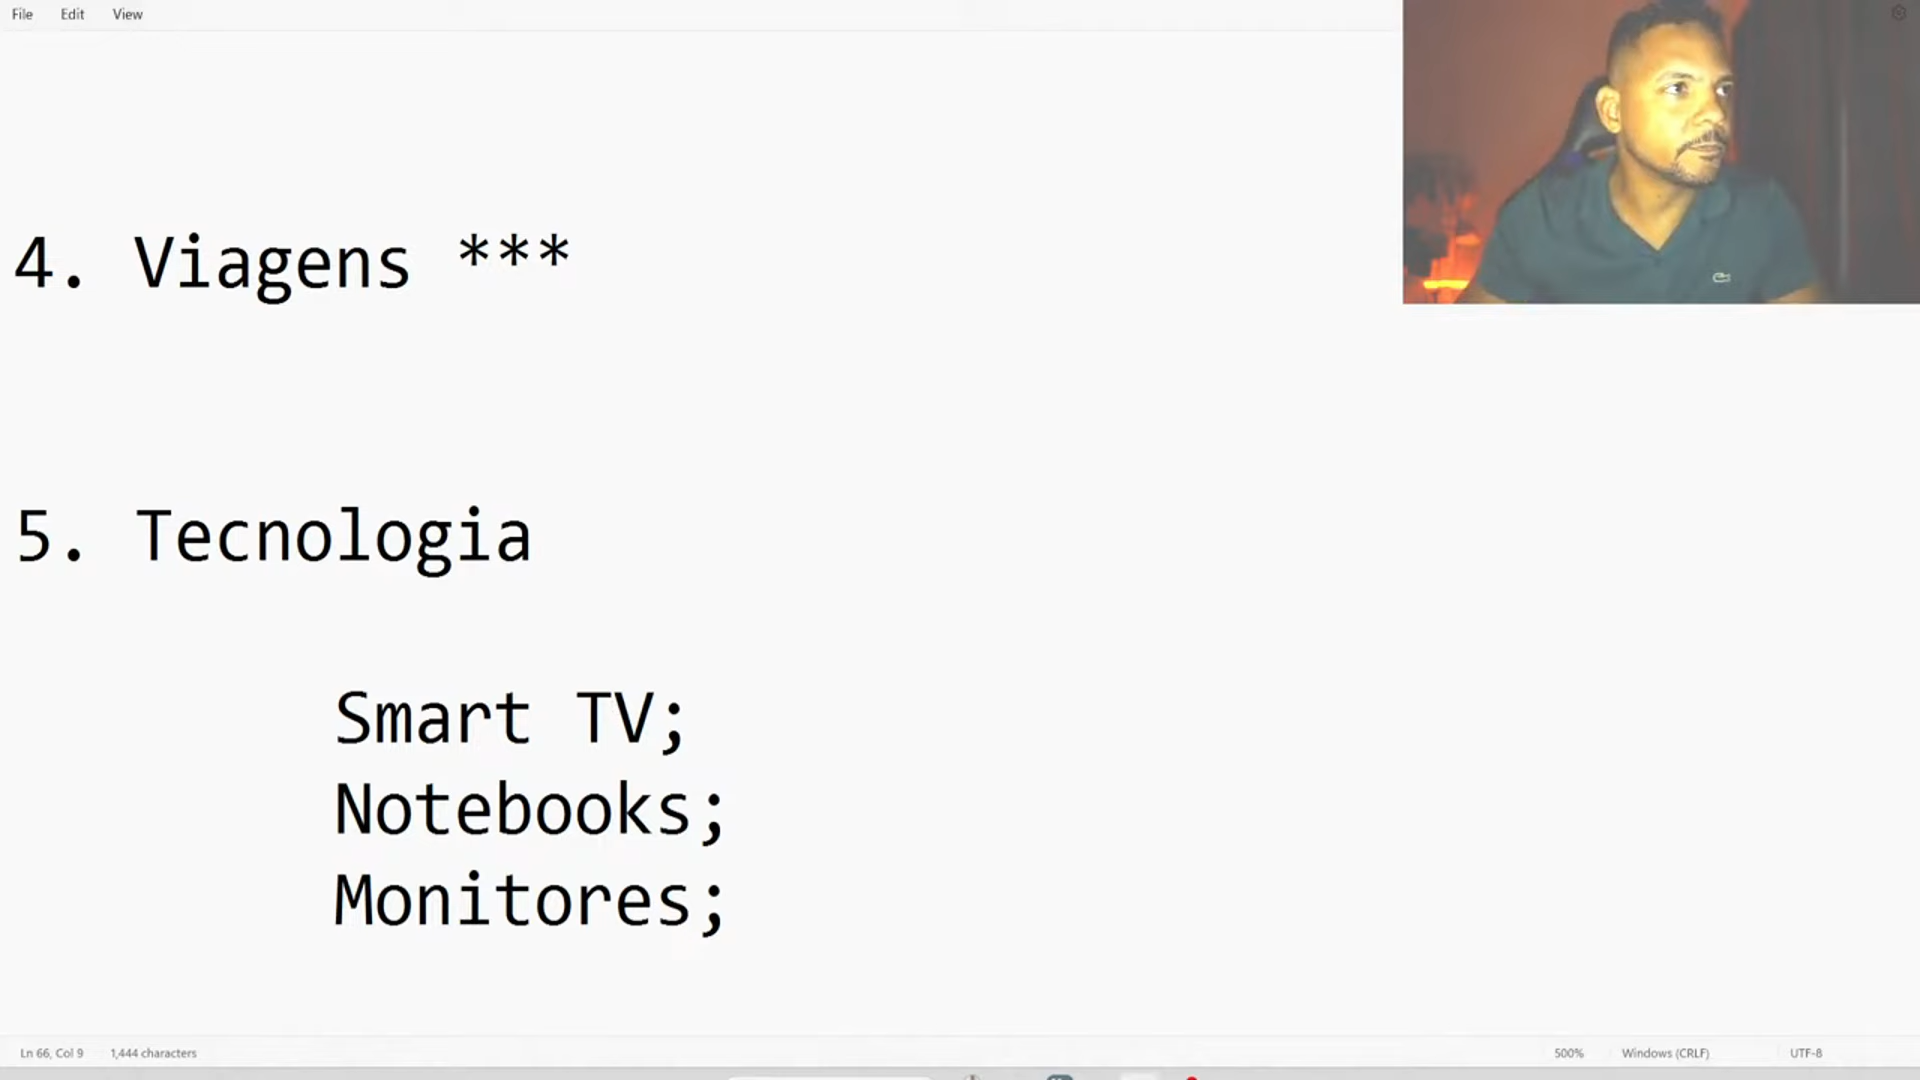 File Edit View
4. Viagens ***
5. Tecnologia
Smart TV;
Notebooks;
Monitores;
Ln 66, Col 9 1,444 characters 500% Windows (CRLF) UTF-8